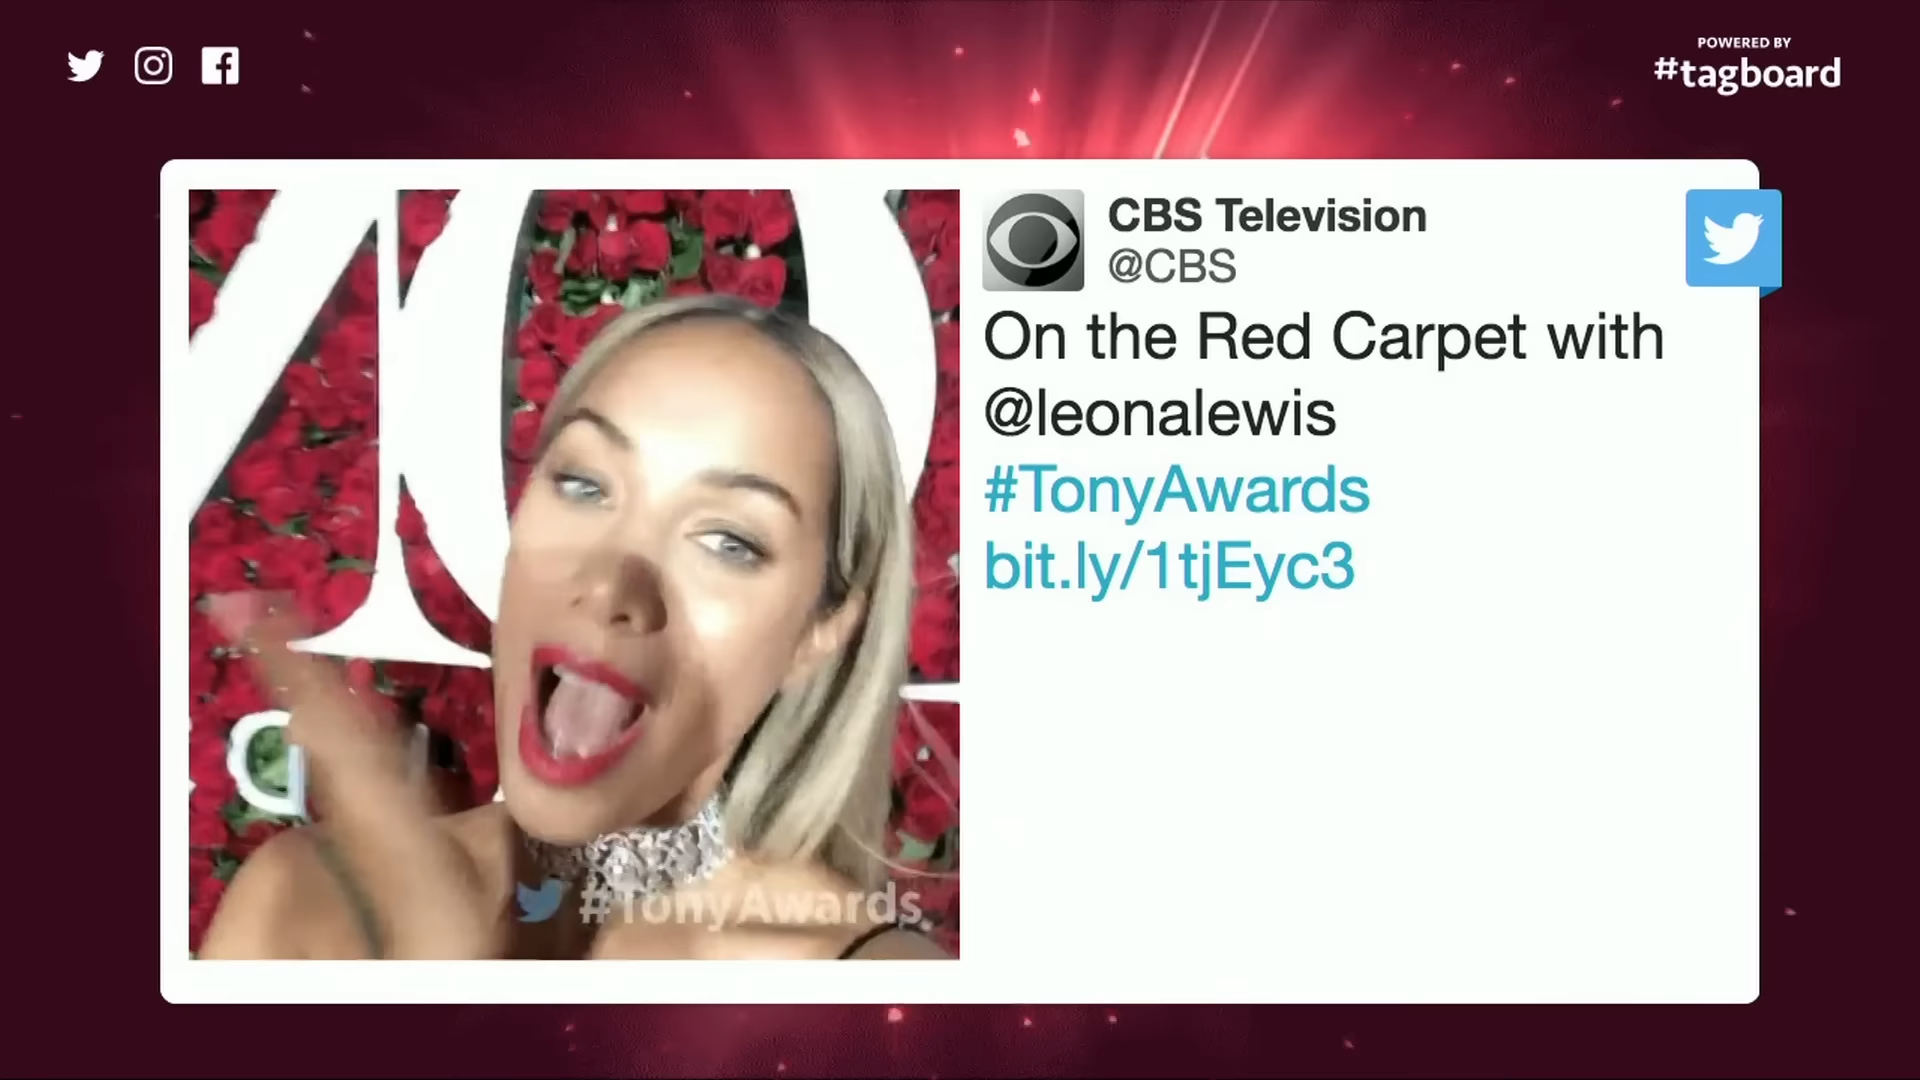 POWERED BY
#tagboard
CBS Television
@CBS
On the Red Carpet with
@leonalewis
#TonyAwards
bit.ly/1tjEyc3
#TonyAwards